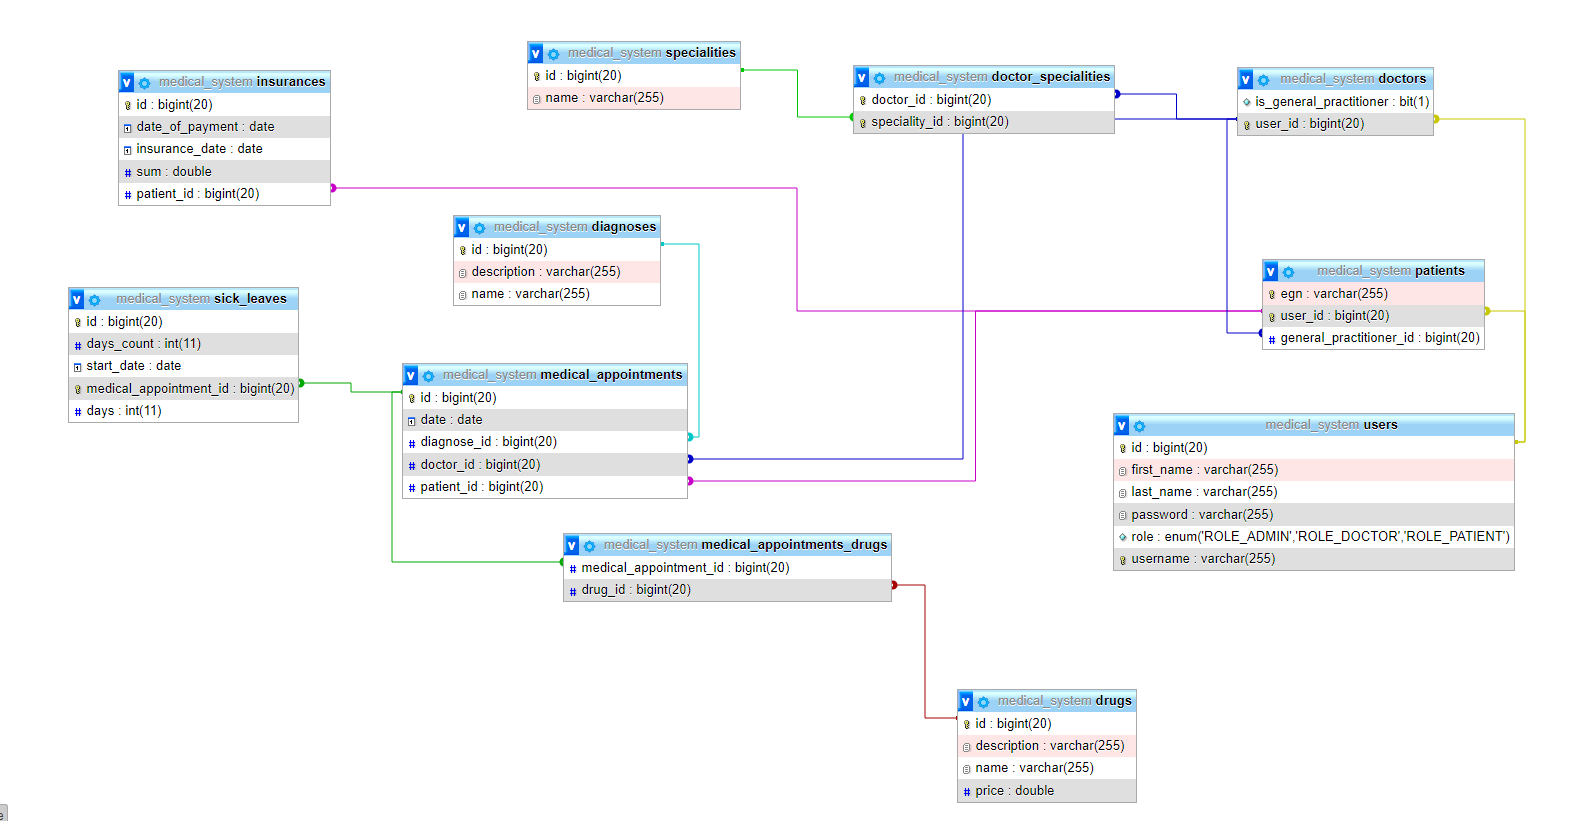 v medical_system specialities
id : bigint(20)
name : varchar(255)
v medical_system doctor_specialities
doctor_id : bigint(20)
speciality_id : bigint(20)
v medical_system doctors
is_general_practitioner : bit(1)
user_id : bigint(20)
v medical_system insurances
id : bigint(20)
date_of_payment : date
insurance_date : date
# sum : double
# patient_id : bigint(20)
v medical_system diagnoses
id : bigint(20)
description : varchar(255)
name : varchar(255)
v medical_system patients
egn : varchar(255)
user_id : bigint(20)
# general_practitioner_id : bigint(20)
v medical_system sick_leaves
id : bigint(20)
# days_count : int(11)
start_date : date
medical_appointment_id : bigint(20)
# days : int(11)
v medical_system medical_appointments
id : bigint(20)
date : date
# diagnose_id : bigint(20)
# doctor_id : bigint(20)
# patient_id : bigint(20)
v medical_system users
id : bigint(20)
first_name : varchar(255)
last_name : varchar(255)
password : varchar(255)
role : enum('ROLE_ADMIN','ROLE_DOCTOR','ROLE_PATIENT')
username : varchar(255)
v medical_system medical_appointments_drugs
# medical_appointment_id : bigint(20)
# drug_id : bigint(20)
v medical_system drugs
id : bigint(20)
description : varchar(255)
name : varchar(255)
# price : double